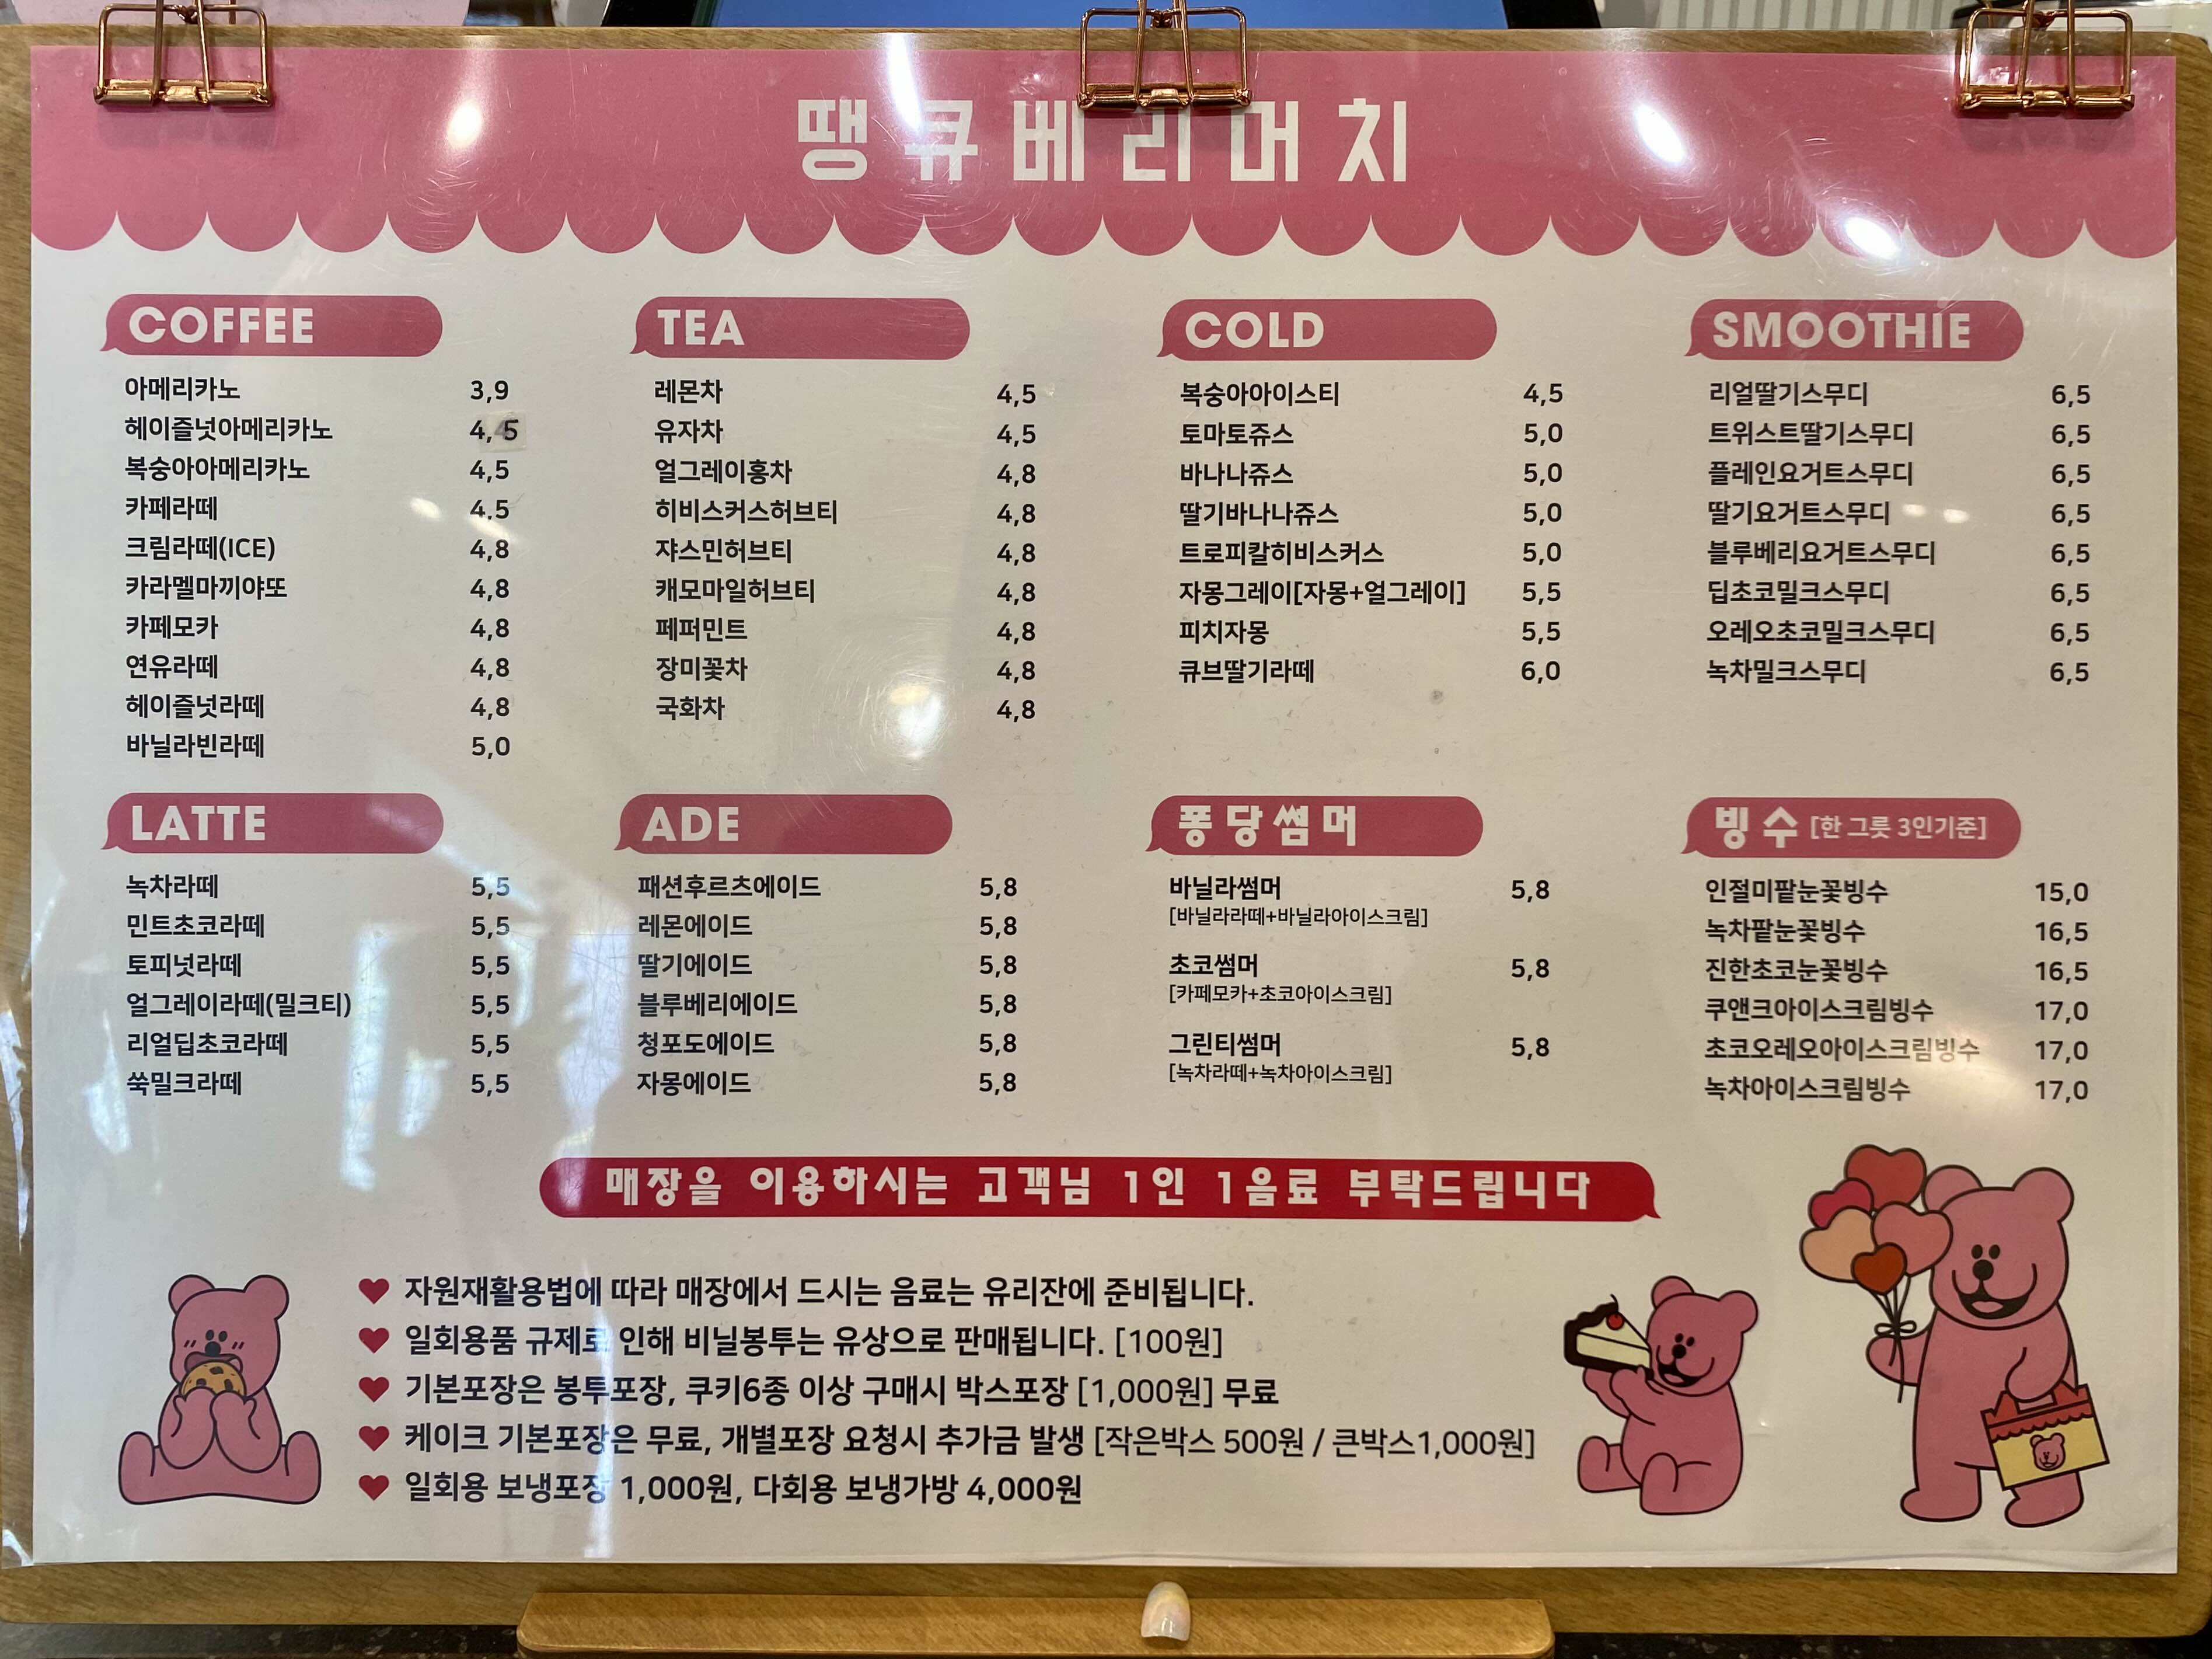 땡큐베리머치
COFFEE
아메리카노 3,9
헤이즐넛아메리카노 4,5
복숭아아메리카노 4,5
카페라떼 4,5
크림라떼(ICE) 4,8
카라멜마끼야또 4,8
카페모카 4,8
연유라떼 4,8
헤이즐넛라떼 4,8
바닐라빈라떼 5,0
TEA
레몬차 4,5
유자차 4,5
얼그레이홍차 4,8
히비스커스허브티 4,8
쟈스민허브티 4,8
캐모마일허브티 4,8
페퍼민트 4,8
장미꽃차 4,8
국화차 4,8
COLD
복숭아아이스티 4,5
토마토쥬스 5,0
바나나쥬스 5,0
딸기바나나쥬스 5,0
트로피칼히비스커스 5,0
자몽그레이[자몽+얼그레이] 5,5
피치자몽 5,5
큐브딸기라떼 6,0
SMOOTHIE
리얼딸기스무디 6,5
트위스트딸기스무디 6,5
플레인요거트스무디 6,5
딸기요거트스무디 6,5
블루베리요거트스무디 6,5
딥초코밀크스무디 6,5
오레오초코밀크스무디 6,5
녹차밀크스무디 6,5
LATTE
녹차라떼 5,5
민트초코라떼 5,5
토피넛라떼 5,5
얼그레이라떼(밀크티) 5,5
리얼딥초코라떼 5,5
쑥밀크라떼 5,5
ADE
패션후르츠에이드 5,8
레몬에이드 5,8
딸기에이드 5,8
블루베리에이드 5,8
청포도에이드 5,8
자몽에이드 5,8
퐁당썸머
바닐라썸머 5,8
[바닐라라떼+바닐라아이스크림]
초코썸머 5,8
[카페모카+초코아이스크림]
그린티썸머 5,8
[녹차라떼+녹차아이스크림]
빙수 [한 그릇 3인기준]
인절미팥눈꽃빙수 15,0
녹차팥눈꽃빙수 16,5
진한초코눈꽃빙수 16,5
쿠앤크아이스크림빙수 17,0
초코오레오아이스크림빙수 17,0
녹차아이스크림빙수 17,0
매장을 이용하시는 고객님 1인 1음료 부탁드립니다
자원재활용법에 따라 매장에서 드시는 음료는 유리잔에 준비됩니다.
일회용품 규제로 인해 비닐봉투는 유상으로 판매됩니다. [100원]
기본포장은 봉투포장, 쿠키6종 이상 구매시 박스포장 [1,000원] 무료
케이크 기본포장은 무료, 개별포장 요청시 추가금 발생 [작은박스 500원 / 큰박스1,000원]
일회용 보냉포장 1,000원, 다회용 보냉가방 4,000원